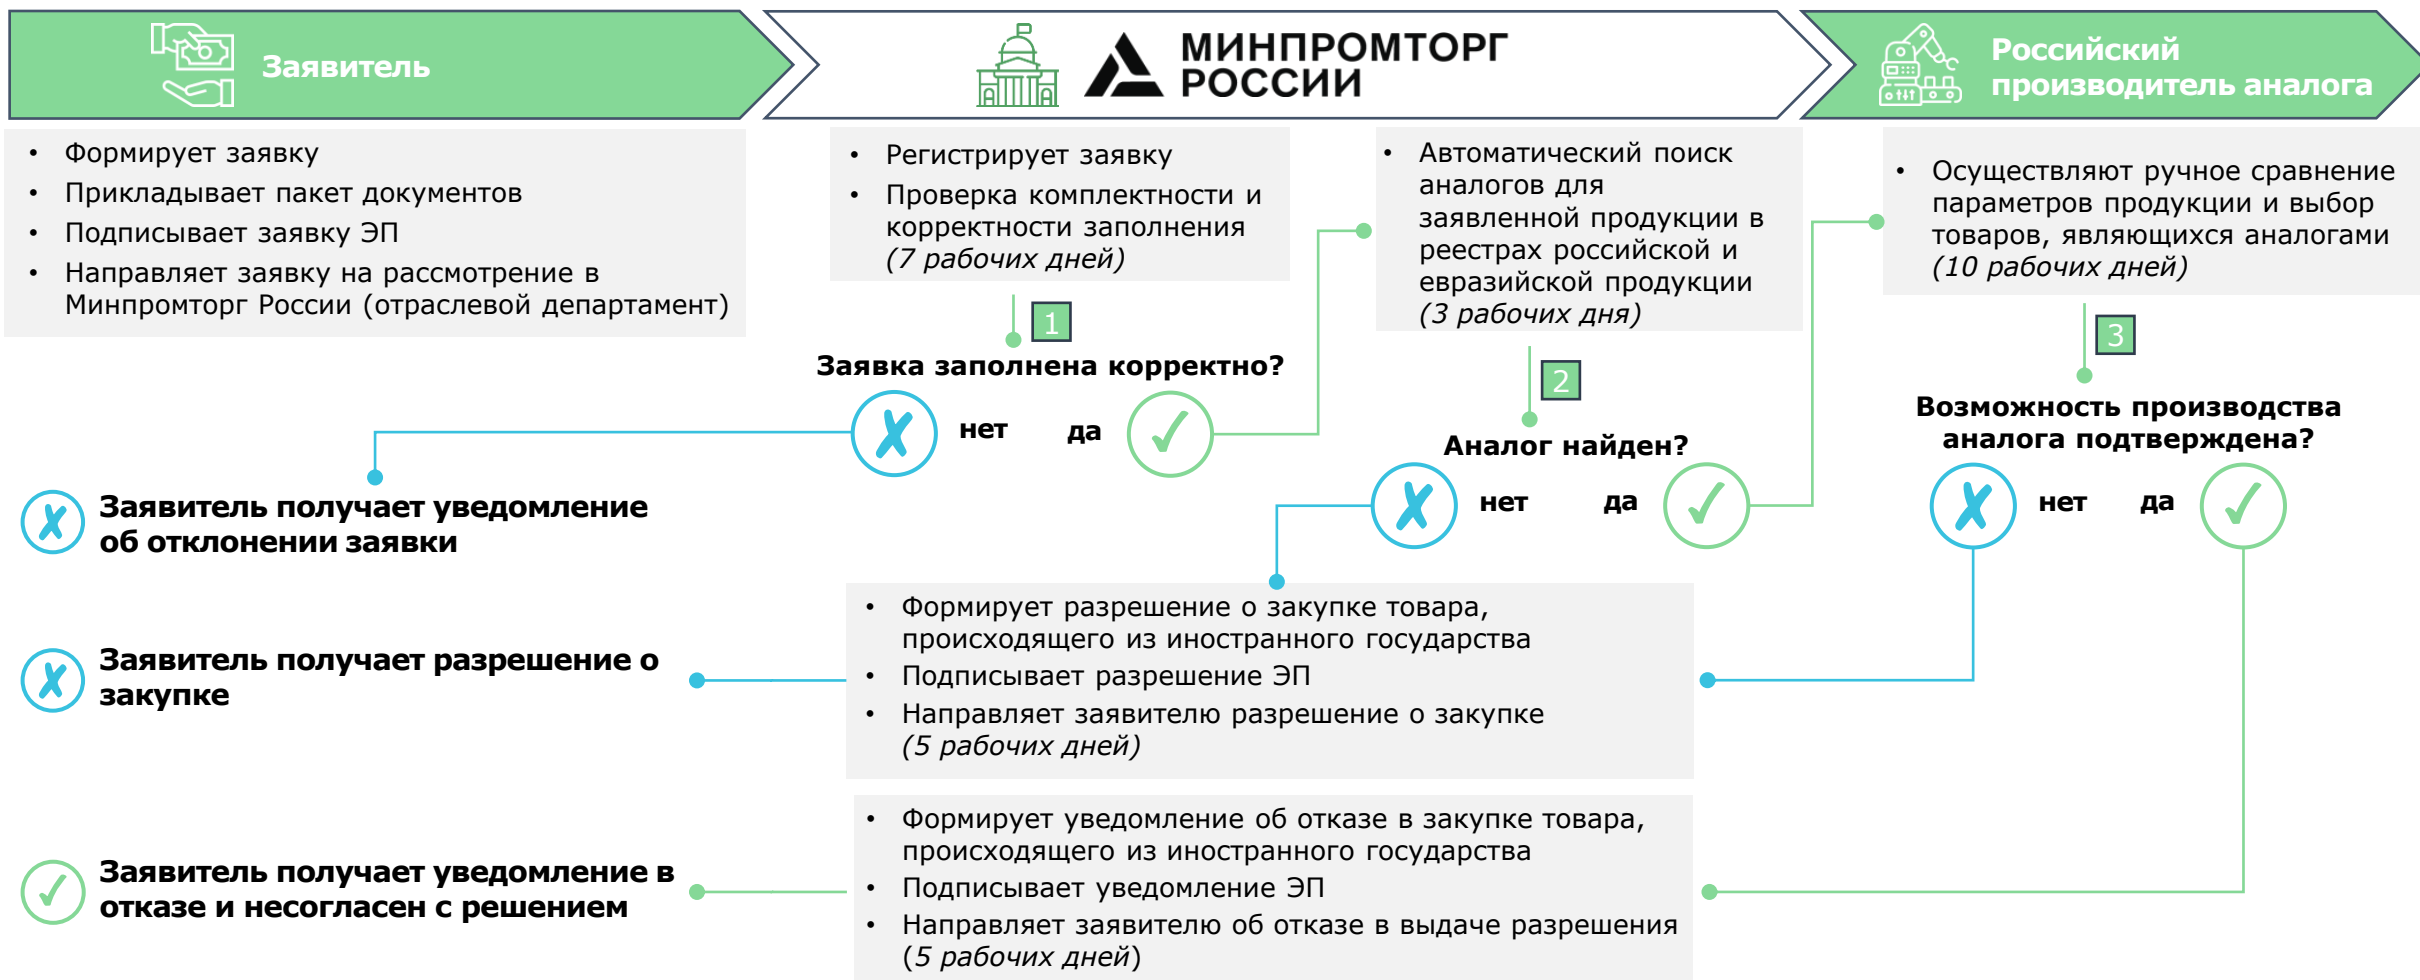 Заявитель
МИНПРОМТОРГ
РОССИИ
Российский
производитель аналога
• Формирует заявку
• Прикладывает пакет документов
• Подписывает заявку ЭП
• Направляет заявку на рассмотрение в
Минпромторг России (отраслевой департамент)
• Регистрирует заявку
• Проверка комплектности и
корректности заполнения
(7 рабочих дней)
• Автоматический поиск
аналогов для
заявленной продукции в
реестрах российской и
евразийской продукции
(3 рабочих дня)
• Осуществляют ручное сравнение
параметров продукции и выбор
товаров, являющихся аналогами
(10 рабочих дней)
1
Заявка заполнена корректно?
нет да
2
Аналог найден?
нет да
3
Возможность производства
аналога подтверждена?
нет да
Заявитель получает уведомление
об отклонении заявки
Заявитель получает разрешение о
закупке
• Формирует разрешение о закупке товара,
происходящего из иностранного государства
• Подписывает разрешение ЭП
• Направляет заявителю разрешение о закупке
(5 рабочих дней)
Заявитель получает уведомление в
отказе и несогласен с решением
• Формирует уведомление об отказе в закупке товара,
происходящего из иностранного государства
• Подписывает уведомление ЭП
• Направляет заявителю об отказе в выдаче разрешения
(5 рабочих дней)